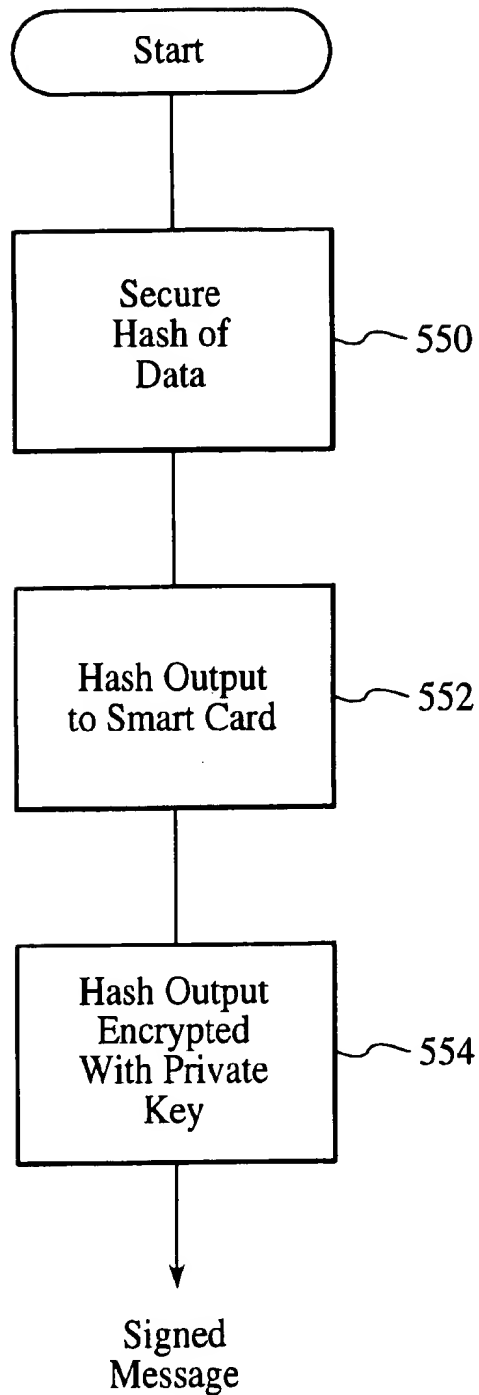 Start
Secure
Hash of
Data
550
Hash Output
to Smart Card
552
Hash Output
Encrypted
With Private
Key
554
Signed
Message